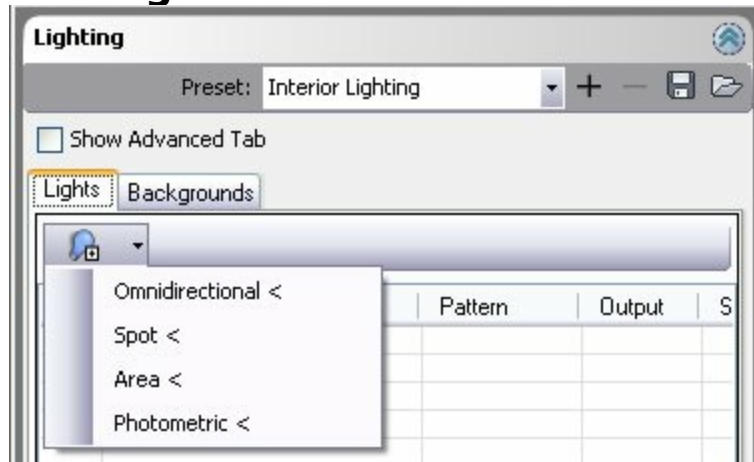 Lighting
Preset: Interior Lighting
Show Advanced Tab
Lights Backgrounds
Omnidirectional <
Pattern Output S
Spot <
Area <
Photometric <